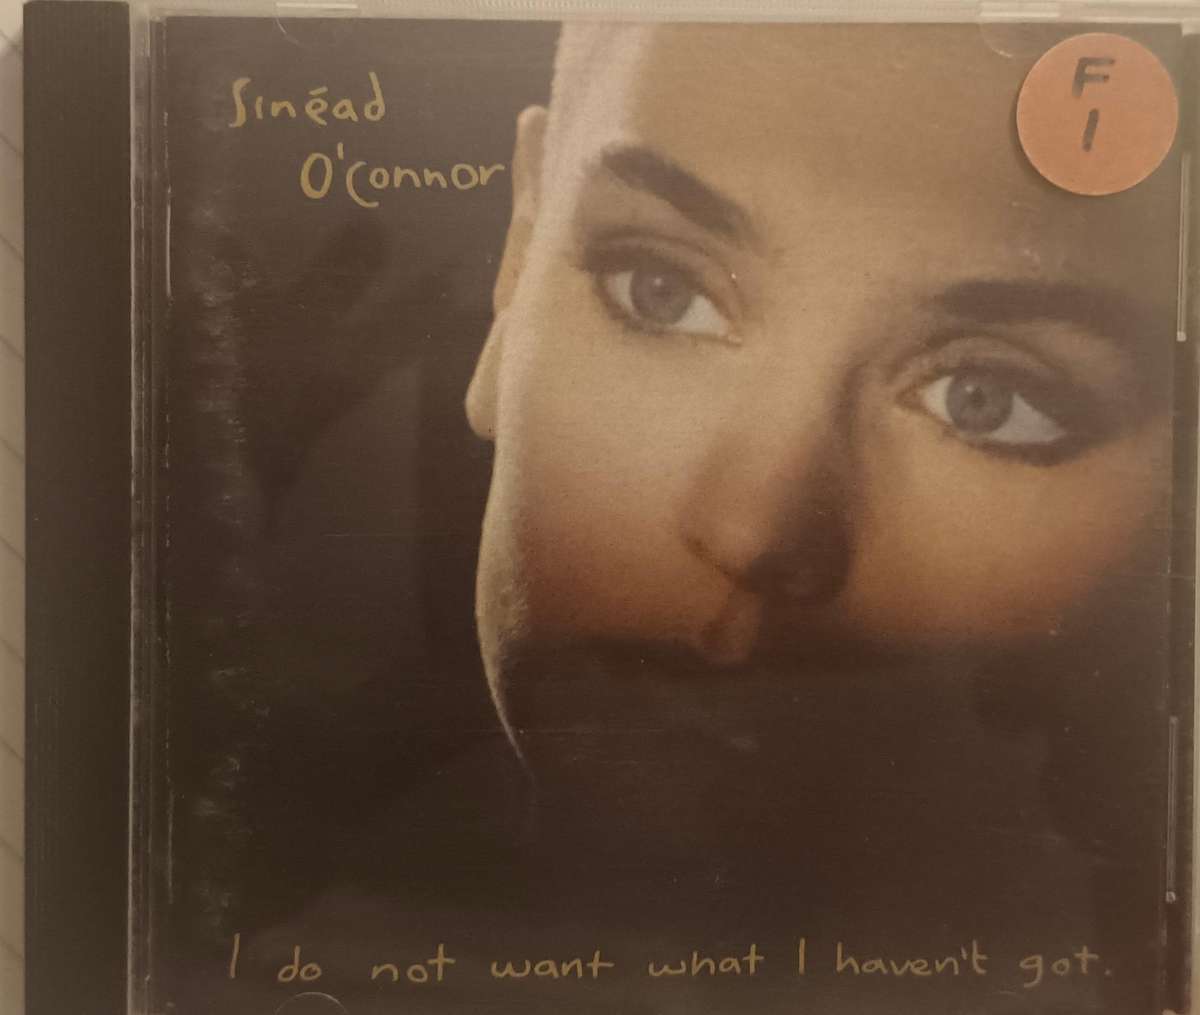 Sinéad
O'Connor
F
1
I do not want what I haven't got.